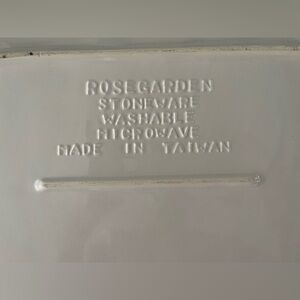 ROSEGARDEN
STONEWARE
WASHABLE
MICROWAVE
MADE IN TAIWAN